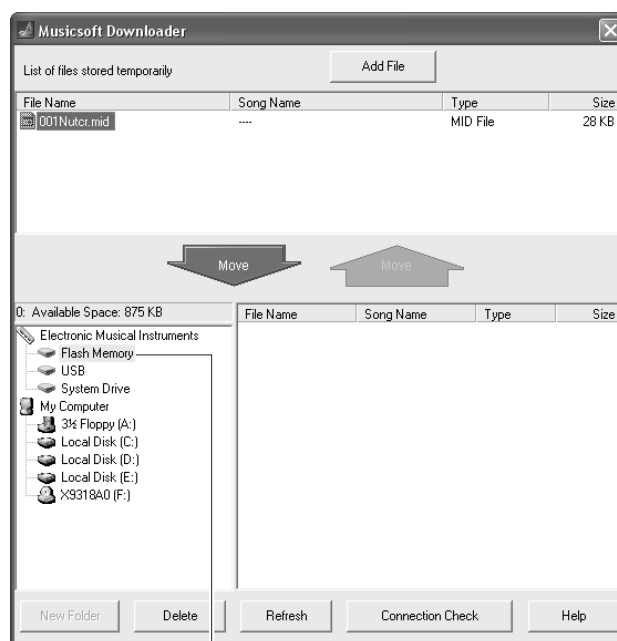 Musicsoft Downloader
List of files stored temporarily
Add File
File Name Song Name Type Size
001Nutcr.mid ---- MID File 28 KB
Move Move
0: Available Space: 875 KB
File Name Song Name Type Size
Electronic Musical Instruments
Flash Memory
USB
System Drive
My Computer
3½ Floppy (A:)
Local Disk (C:)
Local Disk (D:)
Local Disk (E:)
X9318A0 (F:)
New Folder Delete Refresh Connection Check Help